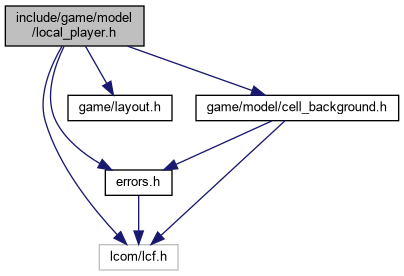 include/game/model
/local_player.h
game/layout.h
game/model/cell_background.h
errors.h
lcom/lcf.h